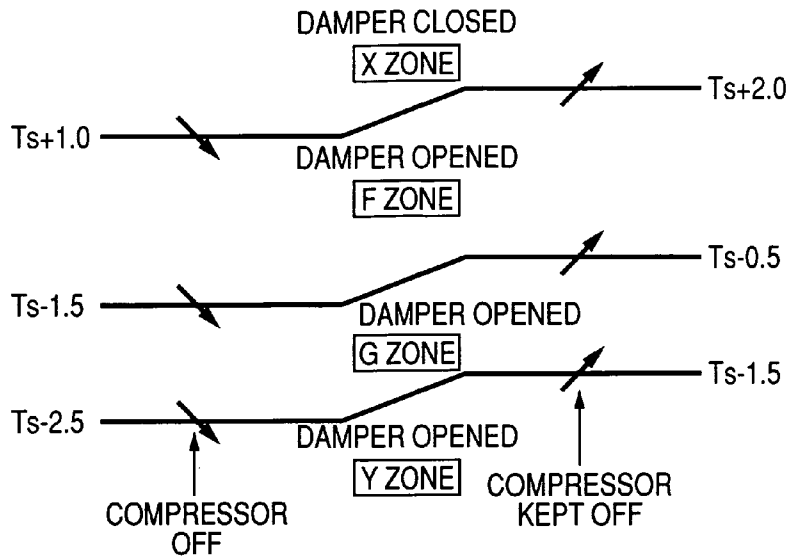 DAMPER CLOSED
X ZONE
Ts+2.0
Ts+1.0
DAMPER OPENED
F ZONE
Ts-0.5
Ts-1.5
DAMPER OPENED
G ZONE
Ts-1.5
Ts-2.5
DAMPER OPENED
Y ZONE
COMPRESSOR
OFF
COMPRESSOR
KEPT OFF